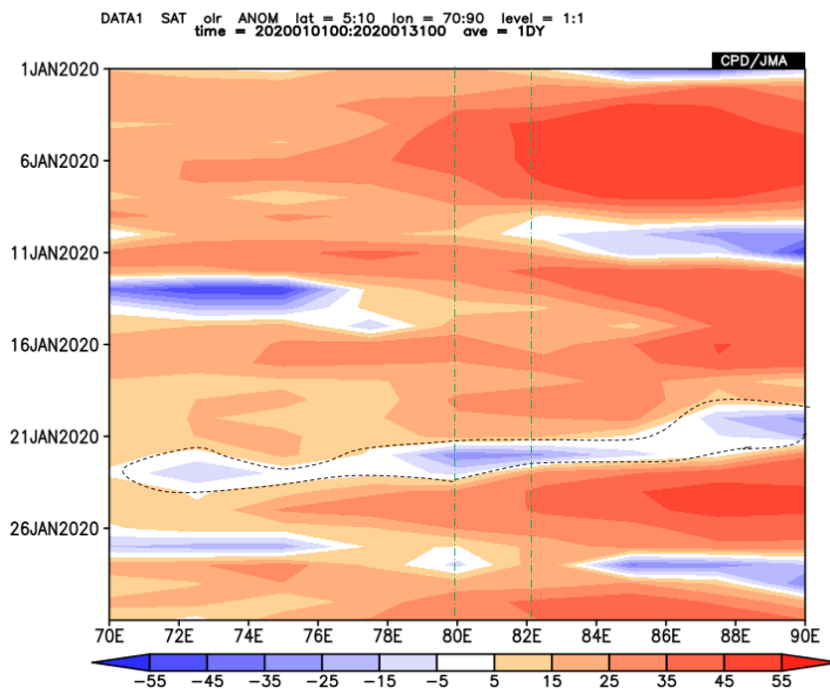 DATA1 SAT olr ANOM lat = 5:10 lon = 70:90 level = 1:1
time = 2020010100:2020013100 ave = 1DY
CPD/JMA
1JAN2020
6JAN2020
11JAN2020
16JAN2020
21JAN2020
26JAN2020
70E 72E 74E 76E 78E 80E 82E 84E 86E 88E 90E
-55 -45 -35 -25 -15 -5 5 15 25 35 45 55